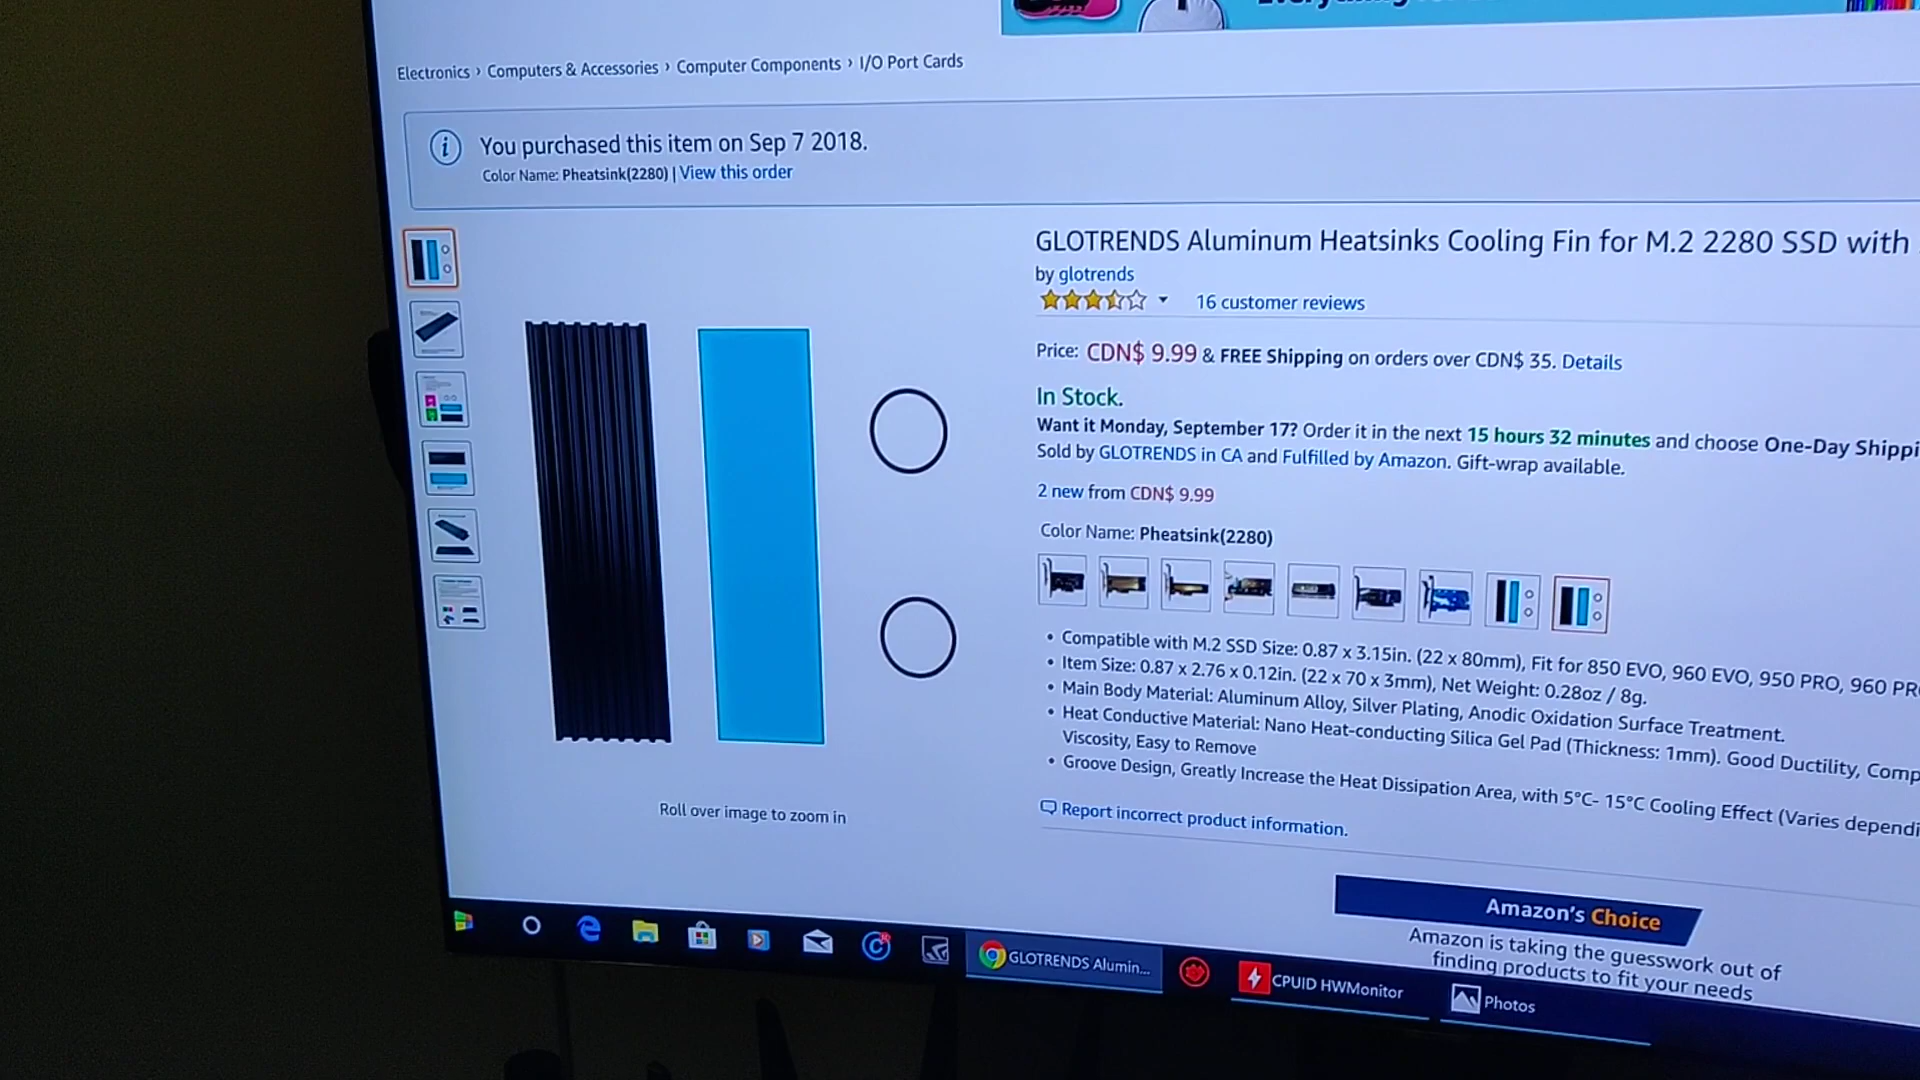 Electronics › Computers & Accessories › Computer Components › I/O Port Cards
You purchased this item on Sep 7 2018.
Color Name: Pheatsink(2280) | View this order
GLOTRENDS Aluminum Heatsinks Cooling Fin for M.2 2280 SSD with
by glotrends
16 customer reviews
Price: CDN$ 9.99 & FREE Shipping on orders over CDN$ 35. Details
In Stock.
Want it Monday, September 17? Order it in the next 15 hours 32 minutes and choose One-Day Shippi
Sold by GLOTRENDS in CA and Fulfilled by Amazon. Gift-wrap available.
2 new from CDN$ 9.99
Color Name: Pheatsink(2280)
• Compatible with M.2 SSD Size: 0.87 x 3.15in. (22 x 80mm), Fit for 850 EVO, 960 EVO, 950 PRO, 960 PR
• Item Size: 0.87 x 2.76 x 0.12in. (22 x 70 x 3mm), Net Weight: 0.28oz / 8g.
• Main Body Material: Aluminum Alloy, Silver Plating, Anodic Oxidation Surface Treatment.
• Heat Conductive Material: Nano Heat-conducting Silica Gel Pad (Thickness: 1mm). Good Ductility, Comp
Viscosity, Easy to Remove
• Groove Design, Greatly Increase the Heat Dissipation Area, with 5°C- 15°C Cooling Effect (Varies dependi
Report incorrect product information.
Roll over image to zoom in
Amazon's Choice
Amazon is taking the guesswork out of
finding products to fit your needs
GLOTRENDS Alumin...
CPUID HWMonitor
Photos